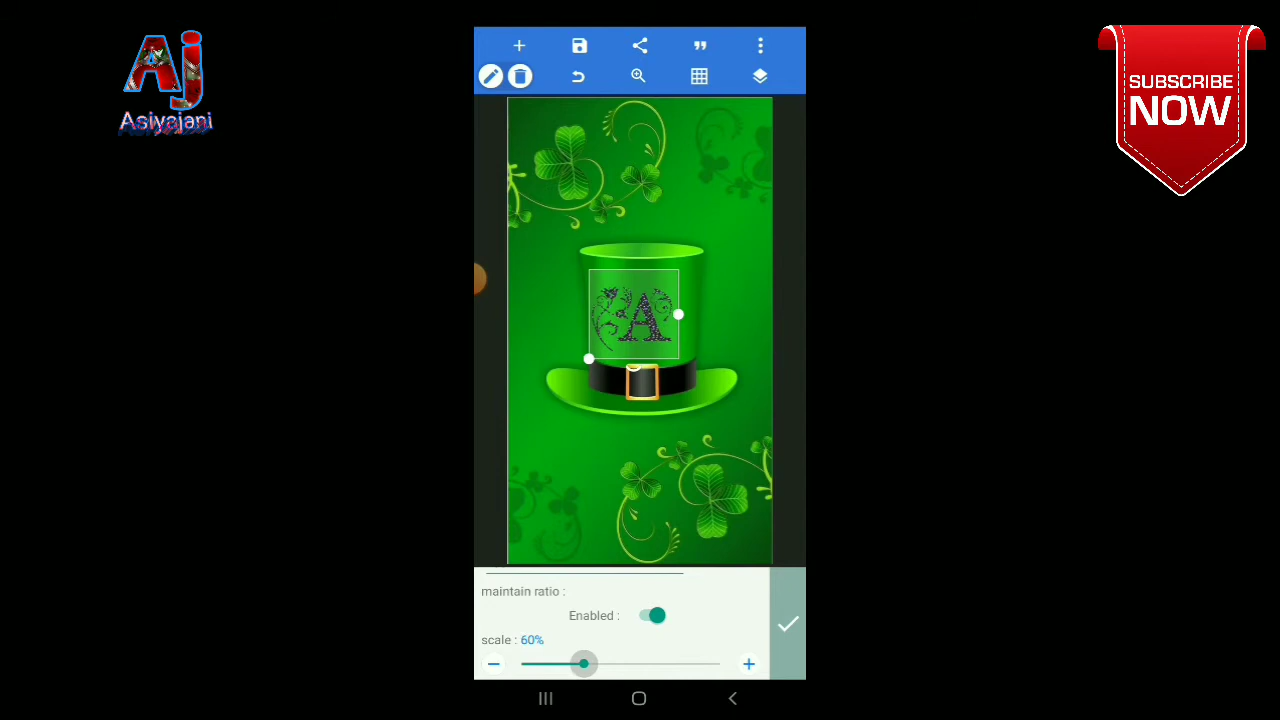 AJ
Asiyajani
SUBSCRIBE
NOW
A
maintain ratio :
Enabled :
scale : 60%